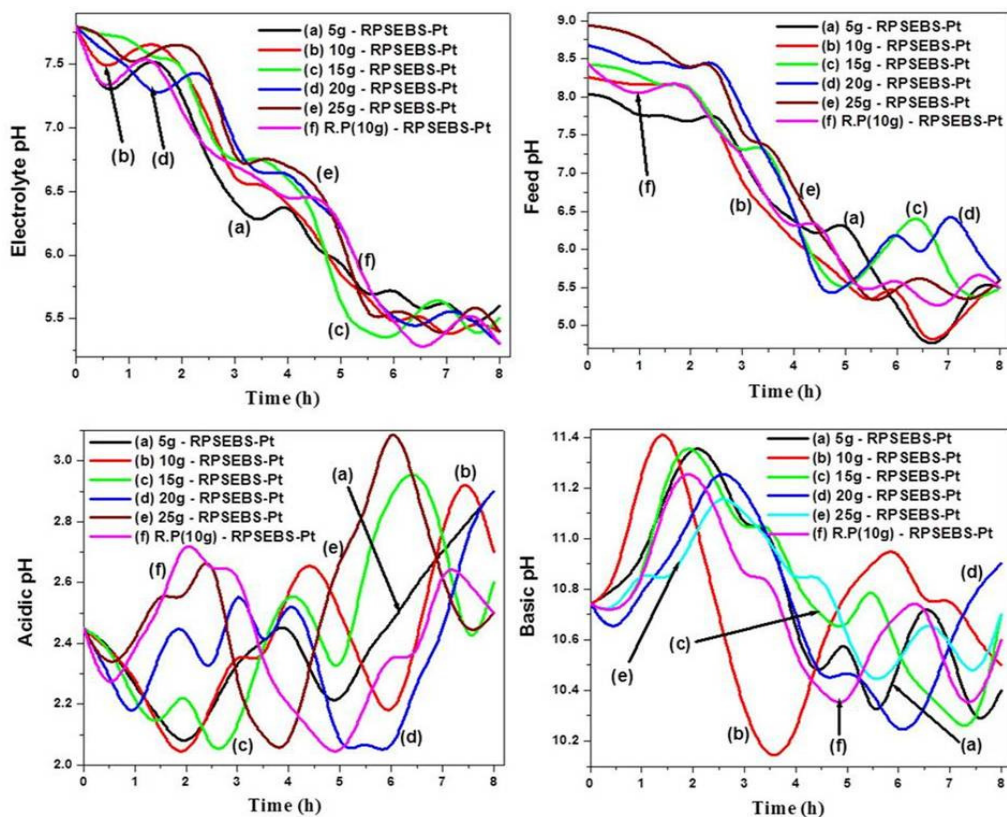 (a) 5g - RPSEBS-Pt
(b) 10g - RPSEBS-Pt
(c) 15g - RPSEBS-Pt
(d) 20g - RPSEBS-Pt
(e) 25g - RPSEBS-Pt
(f) R.P(10g) - RPSEBS-Pt
7.5
7.0
6.5
6.0
5.5
Electrolyte pH
(b)
(d)
(a)
(e)
(f)
(c)
0 1 2 3 4 5 6 7 8
Time (h)
(a) 5g - RPSEBS-Pt
(b) 10g - RPSEBS-Pt
(c) 15g - RPSEBS-Pt
(d) 20g - RPSEBS-Pt
(e) 25g - RPSEBS-Pt
(f) R.P(10g) - RPSEBS-Pt
9.0
8.5
8.0
7.5
7.0
6.5
6.0
5.5
5.0
Feed pH
(f)
(b)
(e)
(a)
(c)
(d)
0 1 2 3 4 5 6 7 8
Time (h)
(a) 5g - RPSEBS-Pt
(b) 10g - RPSEBS-Pt
(c) 15g - RPSEBS-Pt
(d) 20g - RPSEBS-Pt
(e) 25g - RPSEBS-Pt
(f) R.P(10g) - RPSEBS-Pt
3.0
2.8
2.6
2.4
2.2
2.0
Acidic pH
(a)
(b)
(e)
(f)
(c)
(d)
0 1 2 3 4 5 6 7 8
Time (h)
(a) 5g - RPSEBS-Pt
(b) 10g - RPSEBS-Pt
(c) 15g - RPSEBS-Pt
(d) 20g - RPSEBS-Pt
(e) 25g - RPSEBS-Pt
(f) R.P(10g) - RPSEBS-Pt
11.4
11.2
11.0
10.8
10.6
10.4
10.2
Basic pH
(d)
(c)
(e)
(b)
(f)
(a)
0 1 2 3 4 5 6 7 8
Time (h)